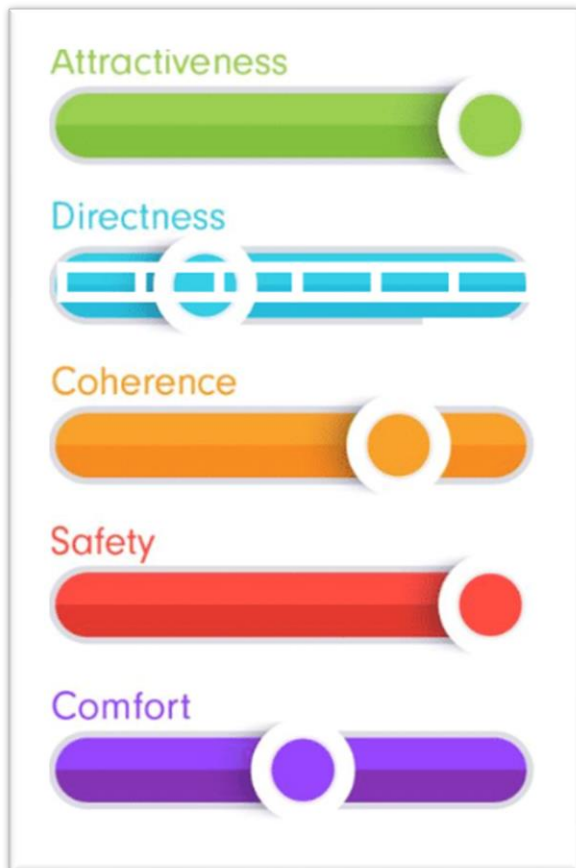 Attractiveness
Directness
Coherence
Safety
Comfort